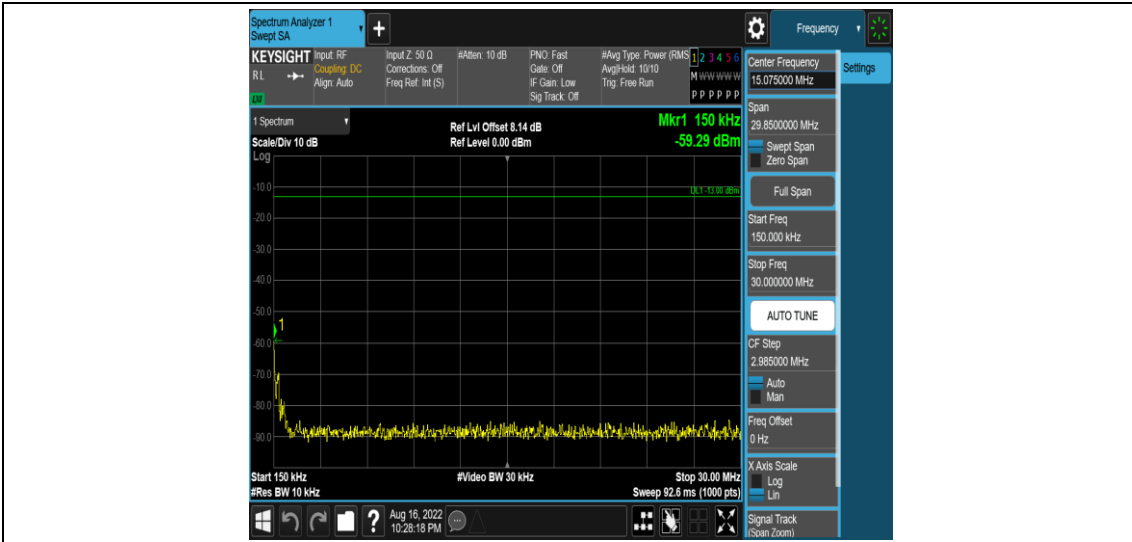 Spectrum Analyzer 1
Swept SA
+
Frequency
KEYSIGHT
RL
LXI
Input: RF
Coupling: DC
Align: Auto
Input Z: 50 Ω
Corrections: Off
Freq Ref: Int (S)
#Atten: 10 dB
PNO: Fast
Gate: Off
IF Gain: Low
Sig Track: Off
#Avg Type: Power (RMS
Avg|Hold: 10/10
Trig: Free Run
1 2 3 4 5 6
M W W W W W
P P P P P P
1 Spectrum
Scale/Div 10 dB
Log
Ref Lvl Offset 8.14 dB
Ref Level 0.00 dBm
Mkr1 150 kHz
-59.29 dBm
DL1 -13.00 dBm
-10.0
-20.0
-30.0
-40.0
-50.0
1
-60.0
-70.0
-80.0
-90.0
Start 150 kHz
#Res BW 10 kHz
#Video BW 30 kHz
Stop 30.00 MHz
Sweep 92.6 ms (1000 pts)
Center Frequency
15.075000 MHz
Settings
Span
29.8500000 MHz
Swept Span
Zero Span
Full Span
Start Freq
150.000 kHz
Stop Freq
30.000000 MHz
AUTO TUNE
CF Step
2.985000 MHz
Auto
Man
Freq Offset
0 Hz
X Axis Scale
Log
Lin
Signal Track
(Span Zoom)
?
Aug 16, 2022
10:28:18 PM